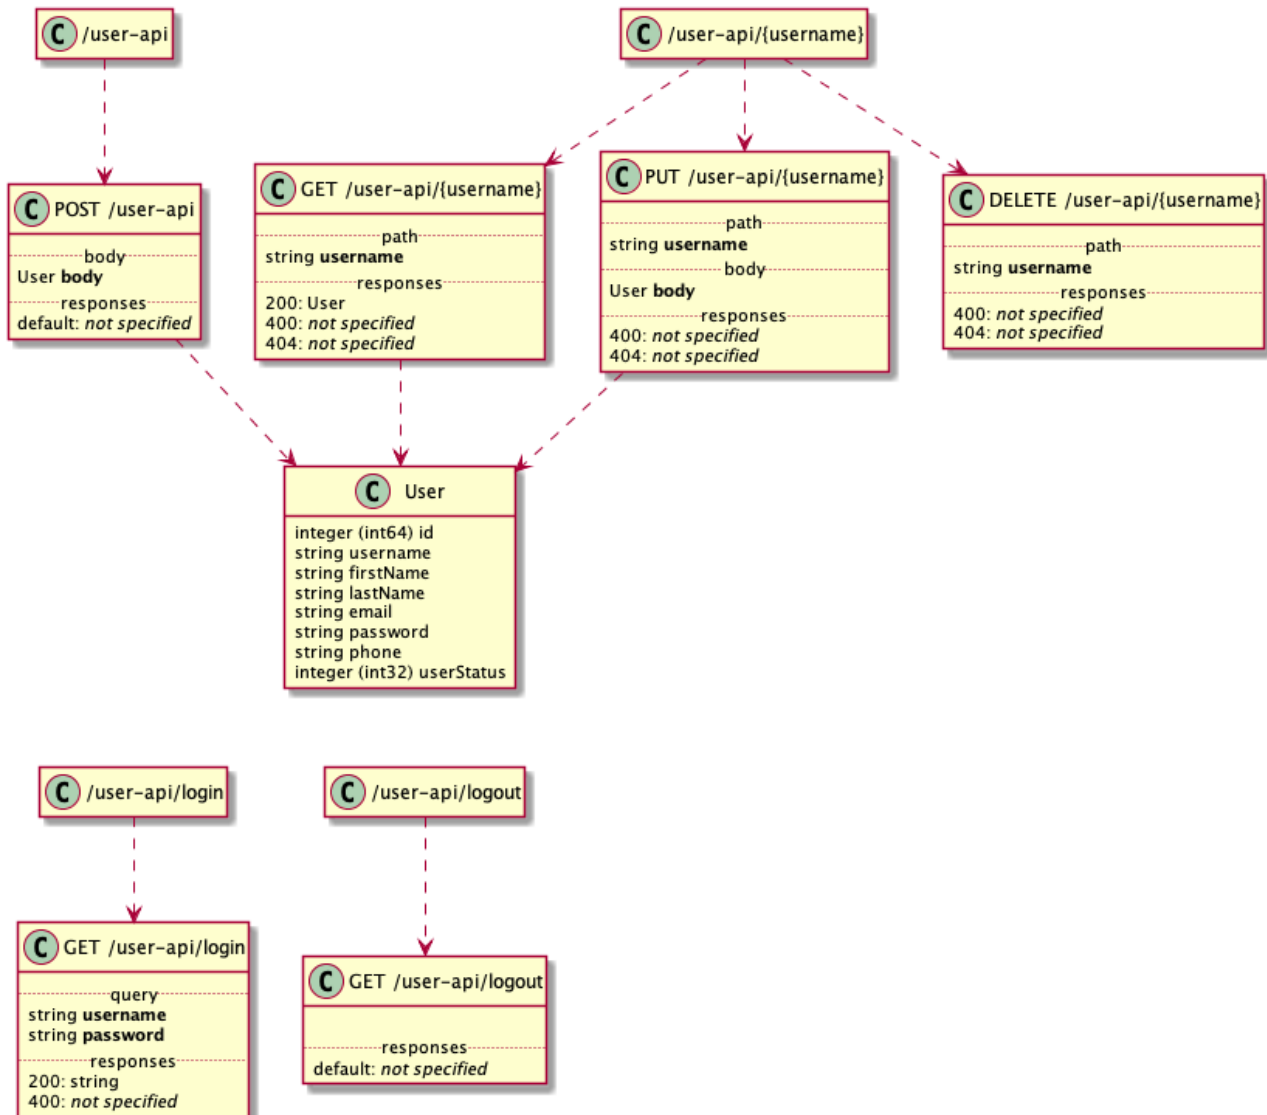 C /user-api
C /user-api/{username}
C POST /user-api
body
User body
responses
default: not specified
C GET /user-api/{username}
path
string username
responses
200: User
400: not specified
404: not specified
C PUT /user-api/{username}
path
string username
body
User body
responses
400: not specified
404: not specified
C DELETE /user-api/{username}
path
string username
responses
400: not specified
404: not specified
C User
integer (int64) id
string username
string firstName
string lastName
string email
string password
string phone
integer (int32) userStatus
C /user-api/login
C /user-api/logout
C GET /user-api/login
query
string username
string password
responses
200: string
400: not specified
C GET /user-api/logout
responses
default: not specified